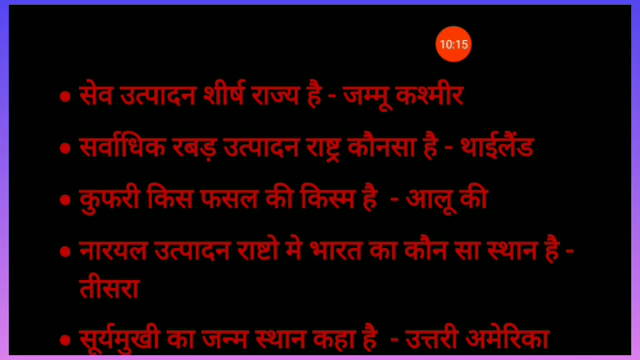 10:15
• सेव उत्पादन शीर्ष राज्य है - जम्मू कश्मीर
• सर्वाधिक रबड़ उत्पादन राष्ट्र कौनसा है - थाईलैंड
• कुफरी किस फसल की किस्म है - आलू की
• नारयल उत्पादन राष्टो मे भारत का कौन सा स्थान है -
तीसरा
• सूर्यमुखी का जन्म स्थान कहा है - उत्तरी अमेरिका